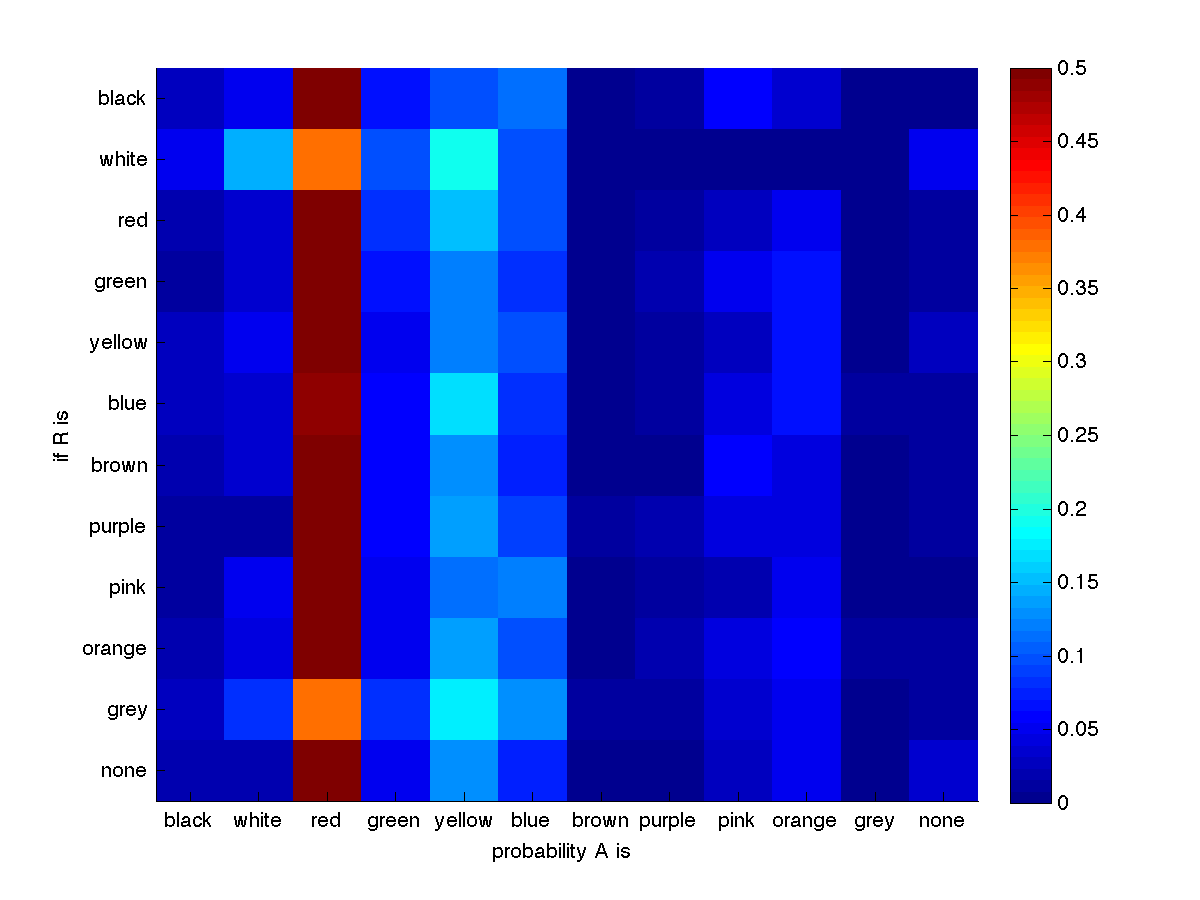 if R is
black
white
red
green
yellow
blue
brown
purple
pink
orange
grey
none
black white red green yellow blue brown purple pink orange grey none
probability A is
0.5
0.45
0.4
0.35
0.3
0.25
0.2
0.15
0.1
0.05
0